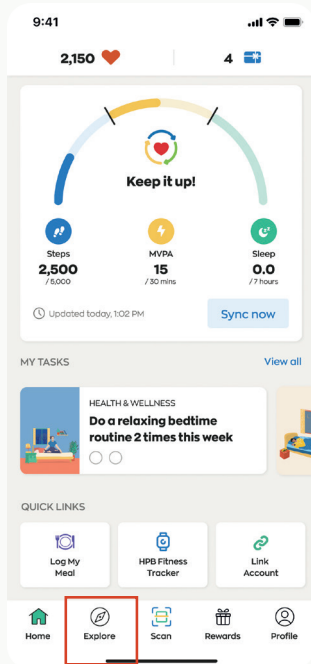 9:41
2,150 4
Keep it up!
Steps MVPA Sleep
2,500 15 0.0
/5,000 /30 mins /7 hours
Updated today, 1:02 PM Sync now
MY TASKS View all
HEALTH & WELLNESS
Do a relaxing bedtime
routine 2 times this week
QUICK LINKS
Log My HPB Fitness Link
Meal Tracker Account
Home Explore Scan Rewards Profile